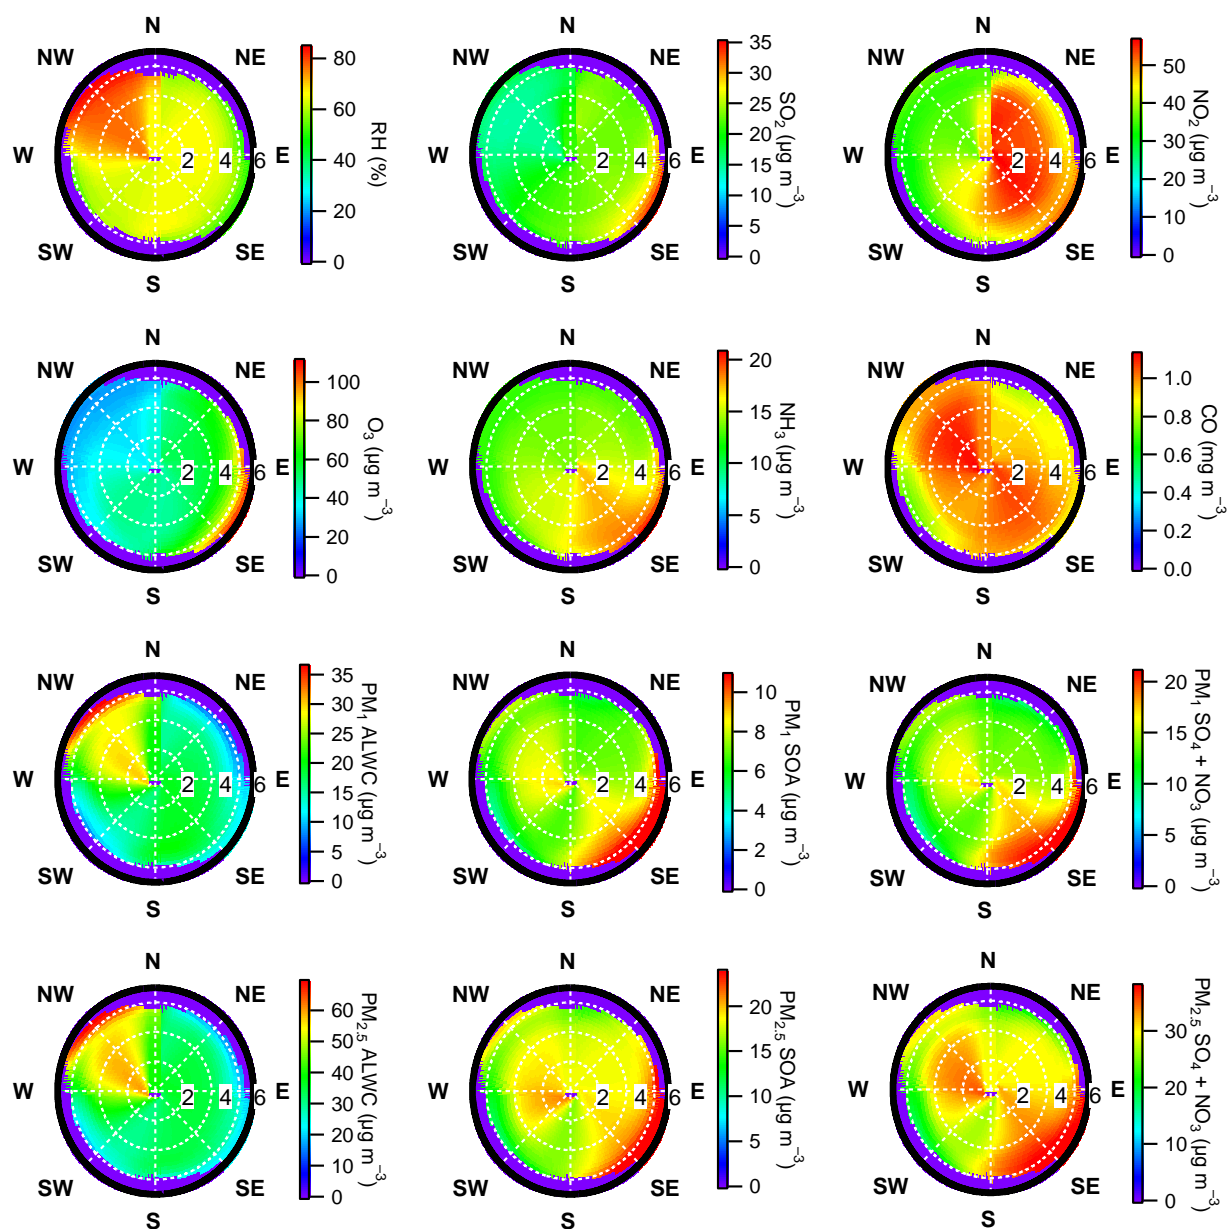 N
NW
NE
W
2
4
6
E
SW
SE
S
80
60
40
20
0
RH (%)
N
NW
NE
W
2
4
6
E
SW
SE
S
35
30
25
20
15
10
5
0
SO₂ (µg m⁻³)
N
NW
NE
W
2
4
6
E
SW
SE
S
50
40
30
20
10
0
NO₂ (µg m⁻³)
N
NW
NE
W
2
4
6
E
SW
SE
S
100
80
60
40
20
0
O₃ (µg m⁻³)
N
NW
NE
W
2
4
6
E
SW
SE
S
20
15
10
5
0
NH₃ (µg m⁻³)
N
NW
NE
W
2
4
6
E
SW
SE
S
1.0
0.8
0.6
0.4
0.2
0.0
CO (mg m⁻³)
N
NW
NE
W
2
4
6
E
SW
SE
S
35
30
25
20
15
10
5
0
PM₁ ALWC (µg m⁻³)
N
NW
NE
W
2
4
6
E
SW
SE
S
10
8
6
4
2
0
PM₁ SOA (µg m⁻³)
N
NW
NE
W
2
4
6
E
SW
SE
S
20
15
10
5
0
PM₁ SO₄ + NO₃ (µg m⁻³)
N
NW
NE
W
2
4
6
E
SW
SE
S
60
50
40
30
20
10
0
PM₂.₅ ALWC (µg m⁻³)
N
NW
NE
W
2
4
6
E
SW
SE
S
20
15
10
5
0
PM₂.₅ SOA (µg m⁻³)
N
NW
NE
W
2
4
6
E
SW
SE
S
30
20
10
0
PM₂.₅ SO₄ + NO₃ (µg m⁻³)